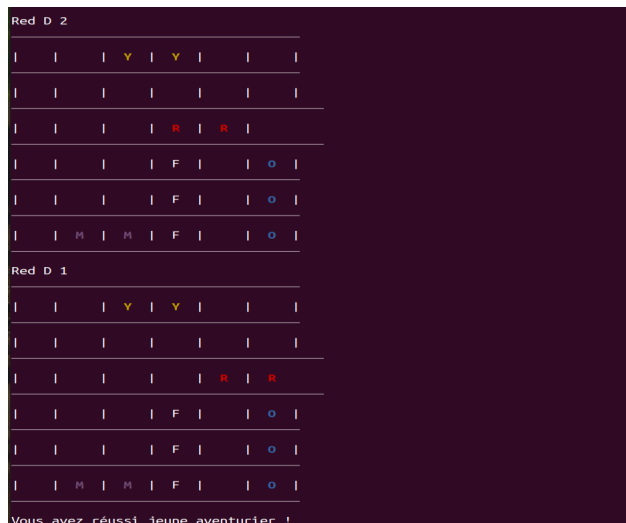 Red D 2
| | | Y | Y | | |
| | | | | | |
| | | | R | R |
| | | | F | | O |
| | | | F | | O |
| | M | M | F | | O |
Red D 1
| | | Y | Y | | |
| | | | | | |
| | | | | R | R
| | | | F | | O |
| | | | F | | O |
| | M | M | F | | O |
Vous avez réussi jeune aventurier !